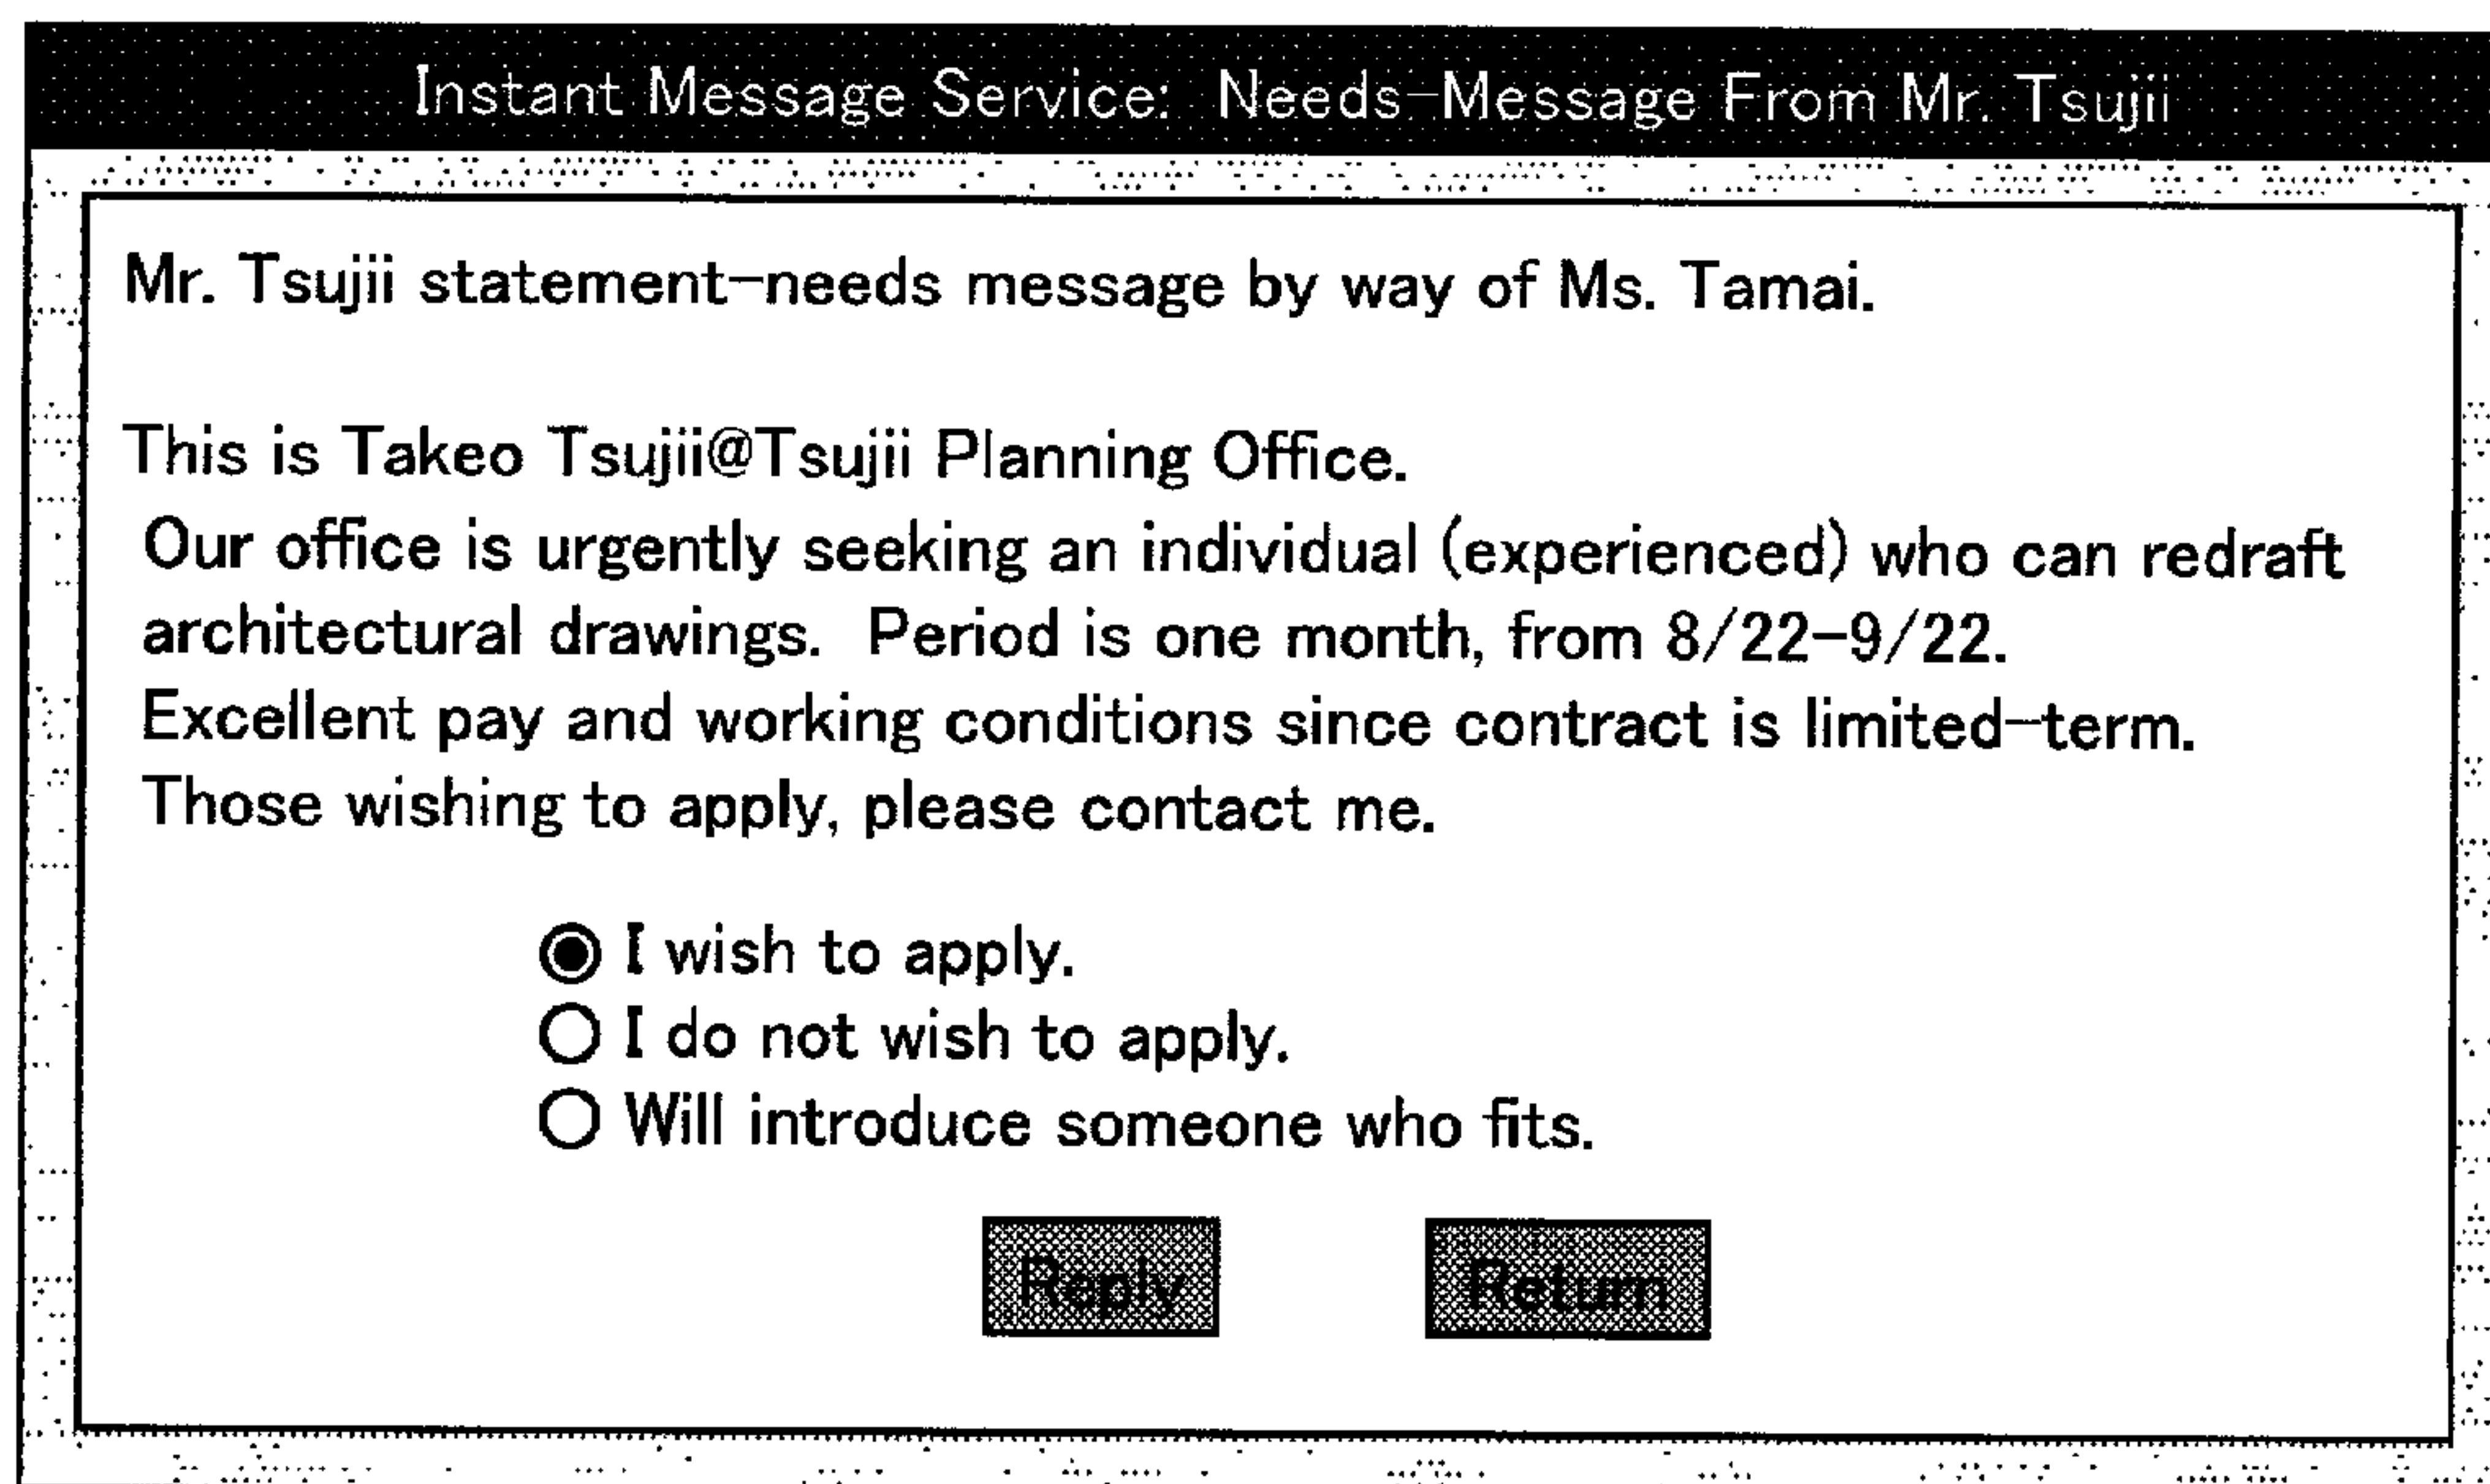 Instant Message Service: Needs-Message From Mr. Tsujii
Mr. Tsujii statement-needs message by way of Ms. Tamai.
This is Takeo Tsujii@Tsujii Planning Office.
Our office is urgently seeking an individual (experienced) who can redraft
architectural drawings. Period is one month, from 8/22-9/22.
Excellent pay and working conditions since contract is limited-term.
Those wishing to apply, please contact me.
I wish to apply.
I do not wish to apply.
Will introduce someone who fits.
Reply Return